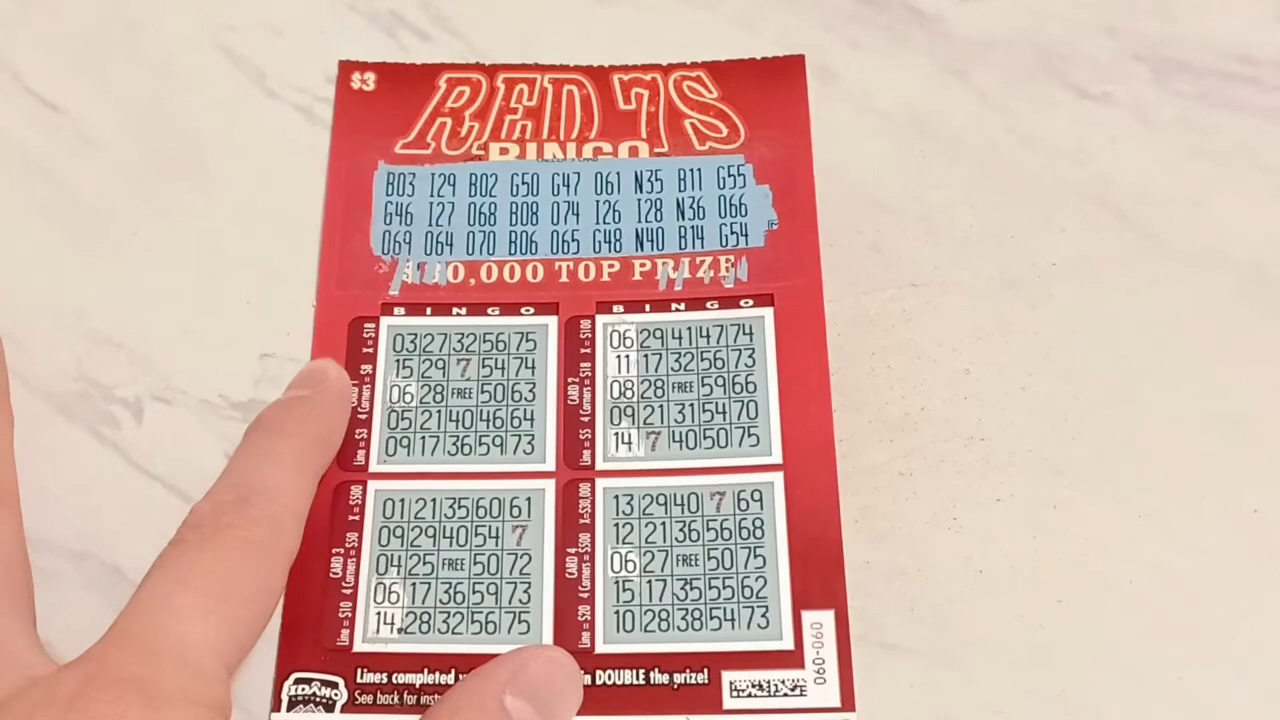 $3
RED 7S
BINGO
CALLER'S CARD
B03 I29 B02 G50 G47 O61 N35 B11 G55
G46 I27 O68 B08 O74 I26 I28 N36 O66
O69 O64 O70 B06 O65 G48 N40 B14 G54
0,000 TOP PRIZE
B I N G O
03 27 32 56 75
15 29 7 54 74
06 28 FREE 50 63
05 21 40 46 64
09 17 36 59 73
CARD 1
Line = $3 4 Corners = $8 X = $18
B I N G O
06 29 41 47 74
11 17 32 56 73
08 28 FREE 59 66
09 21 31 54 70
14 7 40 50 75
CARD 2
Line = $5 4 Corners = $18 X = $100
01 21 35 60 61
09 29 40 54 7
04 25 FREE 50 72
06 17 36 59 73
14 28 32 56 75
CARD 3
Line = $10 4 Corners = $50 X = $500
13 29 40 7 69
12 21 36 56 68
06 27 FREE 50 75
15 17 35 55 62
10 28 38 54 73
CARD 4
Line = $20 4 Corners = $500 X=$30,000
Lines completed in DOUBLE the prize!
See back for
IDAHO
LOTTERY
060-060